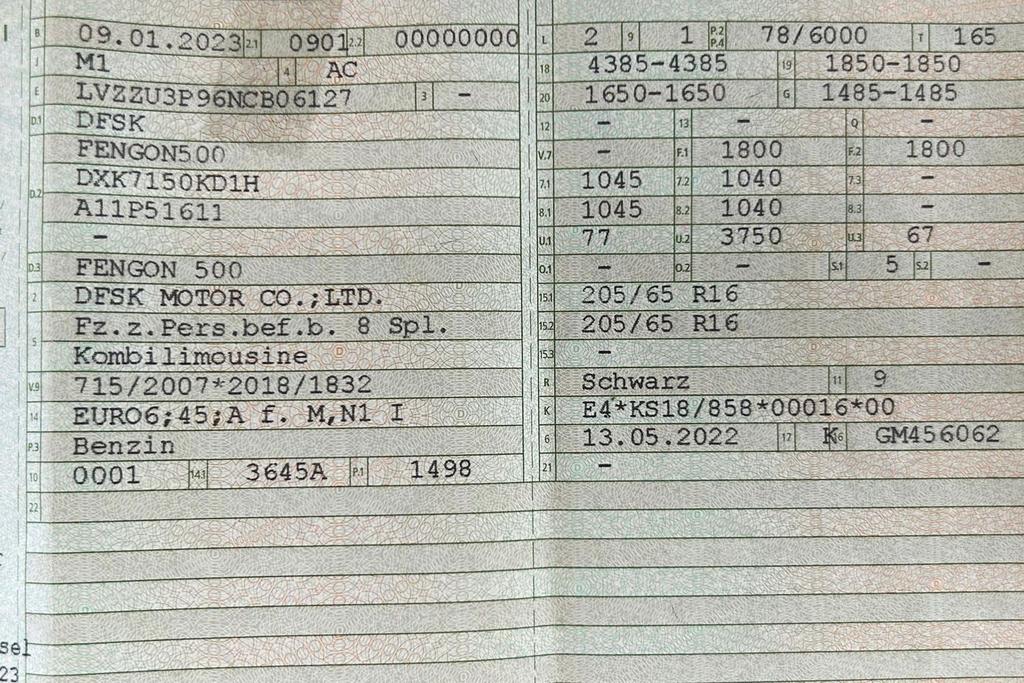 B 09.01.2023 2.1 0901 2.2 00000000
J M1 4 AC
E LVZZU3P96NCB06127 3 –
D.1 DFSK
FENGON500
D.2 DXK7150KD1H
A11P51611
–
D.3 FENGON 500
2 DFSK MOTOR CO.;LTD.
5 Fz.z.Pers.bef.b. 8 Spl.
Kombilimousine
V.9 715/2007*2018/1832
14 EURO6;45;A f. M,N1 I
P.3 Benzin
10 0001 14.1 3645A P.1 1498
22
sel
23
L 2 9 1 P.2 P.4 78/6000 T 165
18 4385-4385 19 1850-1850
20 1650-1650 G 1485-1485
12 – 13 – Q –
V.7 – F.1 1800 F.2 1800
7.1 1045 7.2 1040 7.3 –
8.1 1045 8.2 1040 8.3 –
U.1 77 U.2 3750 U.3 67
O.1 – O.2 – S.1 5 S.2 –
15.1 205/65 R16
15.2 205/65 R16
15.3 –
R Schwarz 11 9
K E4*KS18/858*00016*00
6 13.05.2022 17 K 16 GM456062
21 –